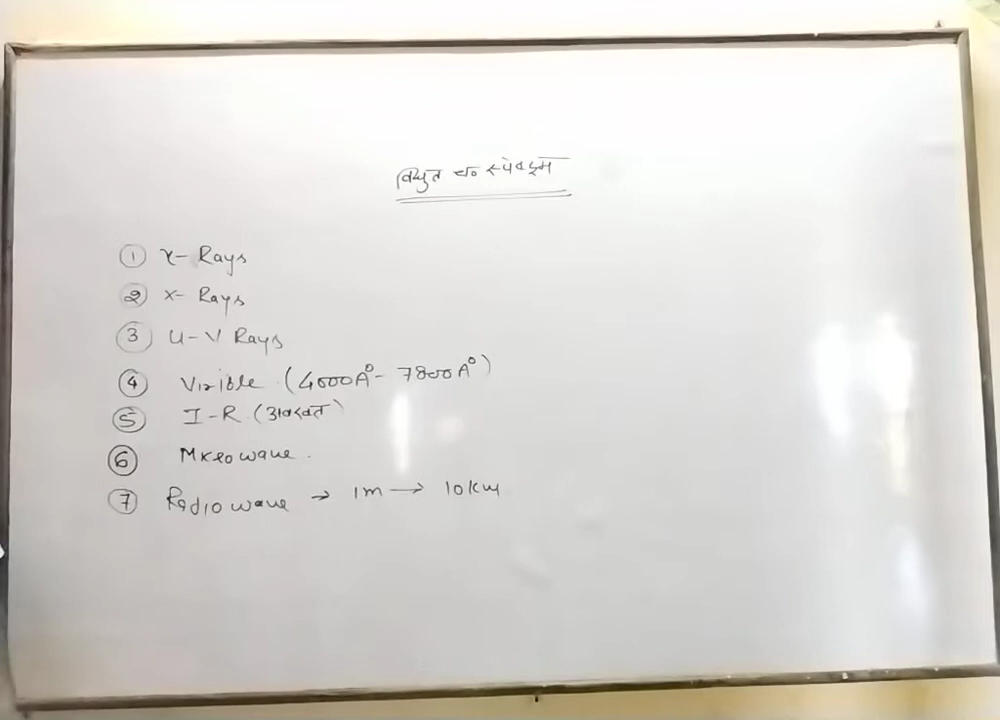 विद्युत च० स्पेक्ट्रम
① γ- Rays
② x- Rays
③ U-V Rays
④ Visible (4000A° - 7800A°)
⑤ I-R (अवरक्त)
⑥ Micro wave.
⑦ Radio wave → 1m → 10km